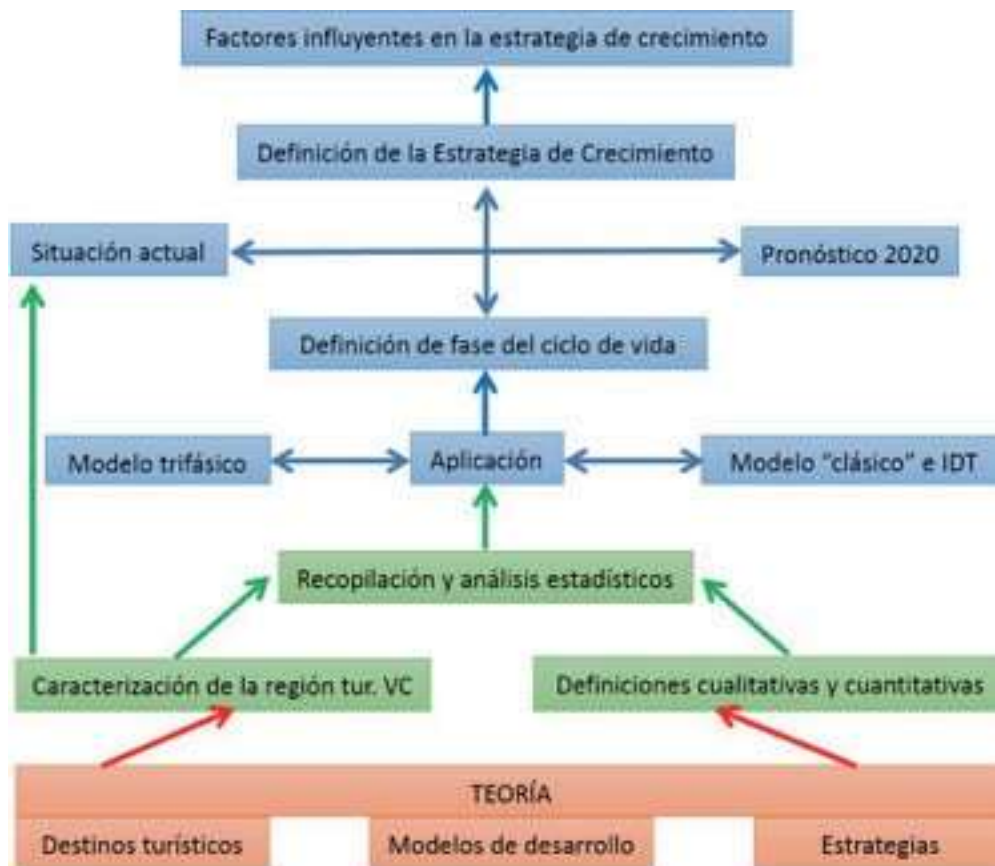 Factores influyentes en la estrategia de crecimiento
Definición de la Estrategia de Crecimiento
Situación actual
Pronóstico 2020
Definición de fase del ciclo de vida
Modelo trifásico
Aplicación
Modelo "clásico" e IDT
Recopilación y análisis estadísticos
Caracterización de la región tur. VC
Definiciones cualitativas y cuantitativas
TEORÍA
Destinos turísticos
Modelos de desarrollo
Estrategias